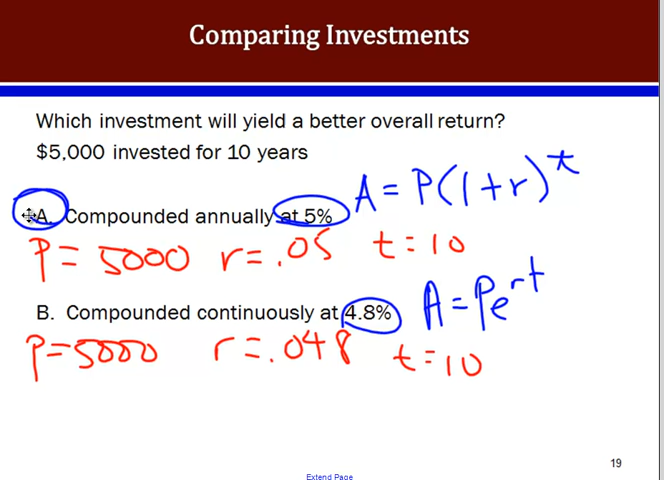 Comparing Investments
Which investment will yield a better overall return?
$5,000 invested for 10 years
A = P(1+r)^t
A. Compounded annually at 5%
P = 5000 r = .05 t = 10
B. Compounded continuously at 4.8% A = Pe^rt
P = 5000 r = .048 t = 10
19
Extend Page